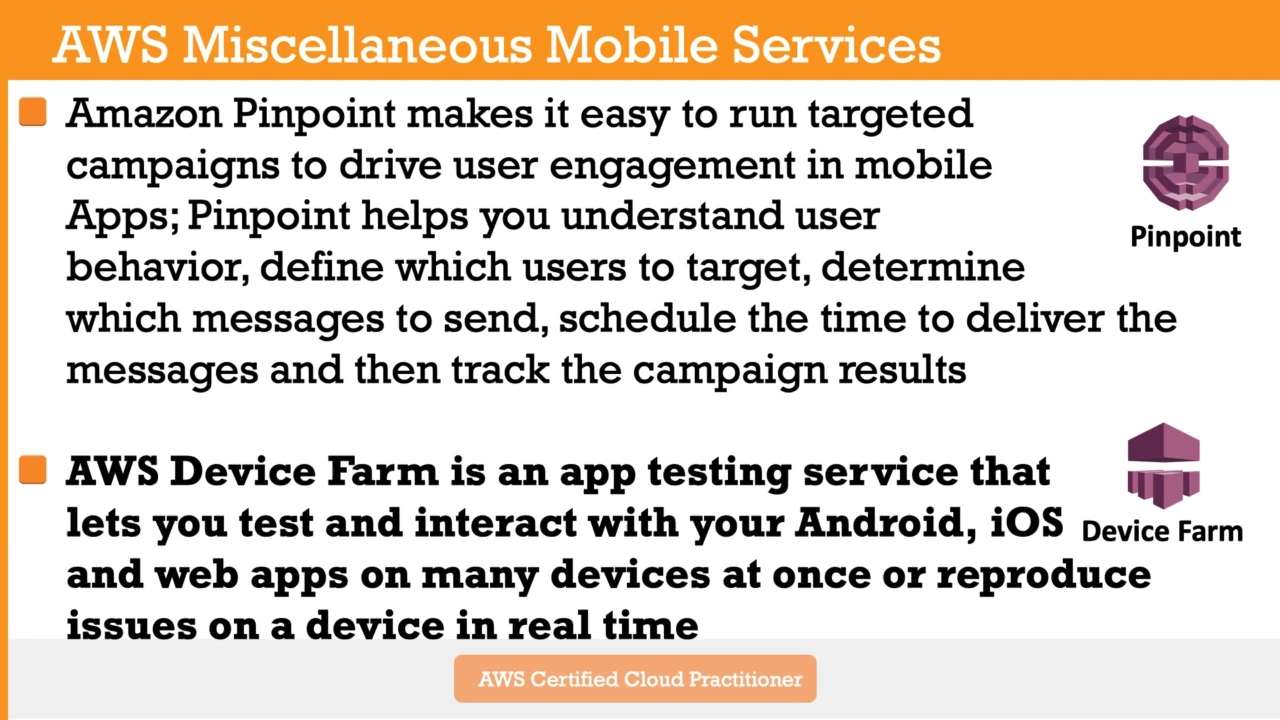 AWS Miscellaneous Mobile Services
Amazon Pinpoint makes it easy to run targeted
campaigns to drive user engagement in mobile
Apps; Pinpoint helps you understand user
behavior, define which users to target, determine
which messages to send, schedule the time to deliver the
messages and then track the campaign results
Pinpoint
AWS Device Farm is an app testing service that
lets you test and interact with your Android, iOS
and web apps on many devices at once or reproduce
issues on a device in real time
Device Farm
AWS Certified Cloud Practitioner